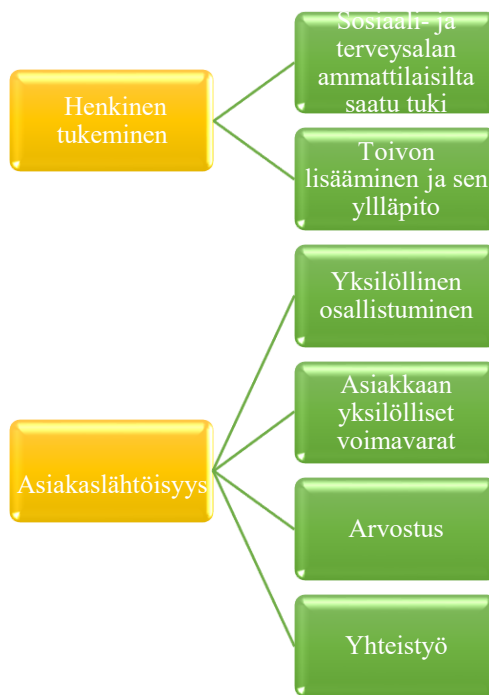 Henkinen
tukeminen
Sosiaali- ja
terveysalan
ammattilaisilta
saatu tuki
Toivon
lisääminen ja sen
yllläpito
Asiakaslähtöisyys
Yksilöllinen
osallistuminen
Asiakkaan
yksilölliset
voimavarat
Arvostus
Yhteistyö